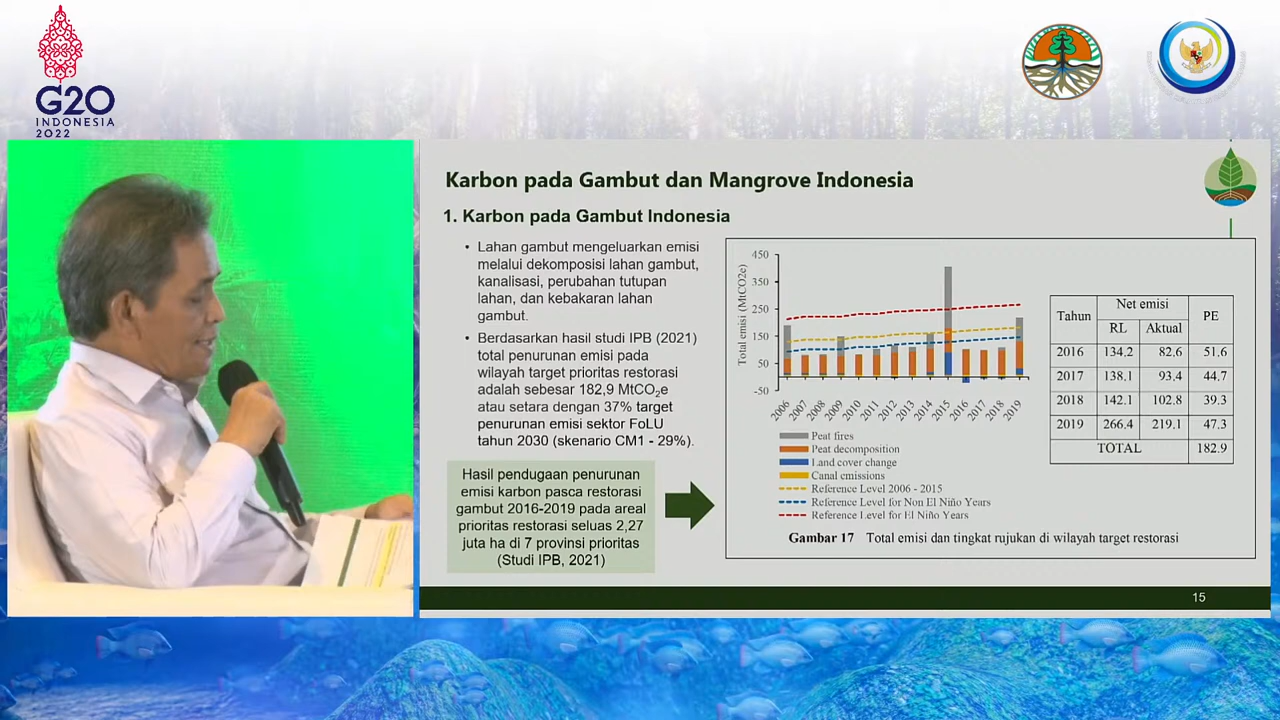 G20
INDONESIA
2022
Karbon pada Gambut dan Mangrove Indonesia
1. Karbon pada Gambut Indonesia
• Lahan gambut mengeluarkan emisi
melalui dekomposisi lahan gambut,
kanalisasi, perubahan tutupan
lahan, dan kebakaran lahan
gambut.
• Berdasarkan hasil studi IPB (2021)
total penurunan emisi pada
wilayah target prioritas restorasi
adalah sebesar 182,9 MtCO₂e
atau setara dengan 37% target
penurunan emisi sektor FoLU
tahun 2030 (skenario CM1 - 29%).
Hasil pendugaan penurunan
emisi karbon pasca restorasi
gambut 2016-2019 pada areal
prioritas restorasi seluas 2,27
juta ha di 7 provinsi prioritas
(Studi IPB, 2021)
Total emisi (MtCO2e)
450
350
250
150
50
-50
2006 2007 2008 2009 2010 2011 2012 2013 2014 2015 2016 2017 2018 2019
Peat fires
Peat decomposition
Land cover change
Canal emissions
Reference Level 2006 - 2015
Reference Level for Non El Niño Years
Reference Level for El Niño Years
Tahun Net emisi PE
RL Aktual
2016 134.2 82.6 51.6
2017 138.1 93.4 44.7
2018 142.1 102.8 39.3
2019 266.4 219.1 47.3
TOTAL 182.9
Gambar 17 Total emisi dan tingkat rujukan di wilayah target restorasi
15